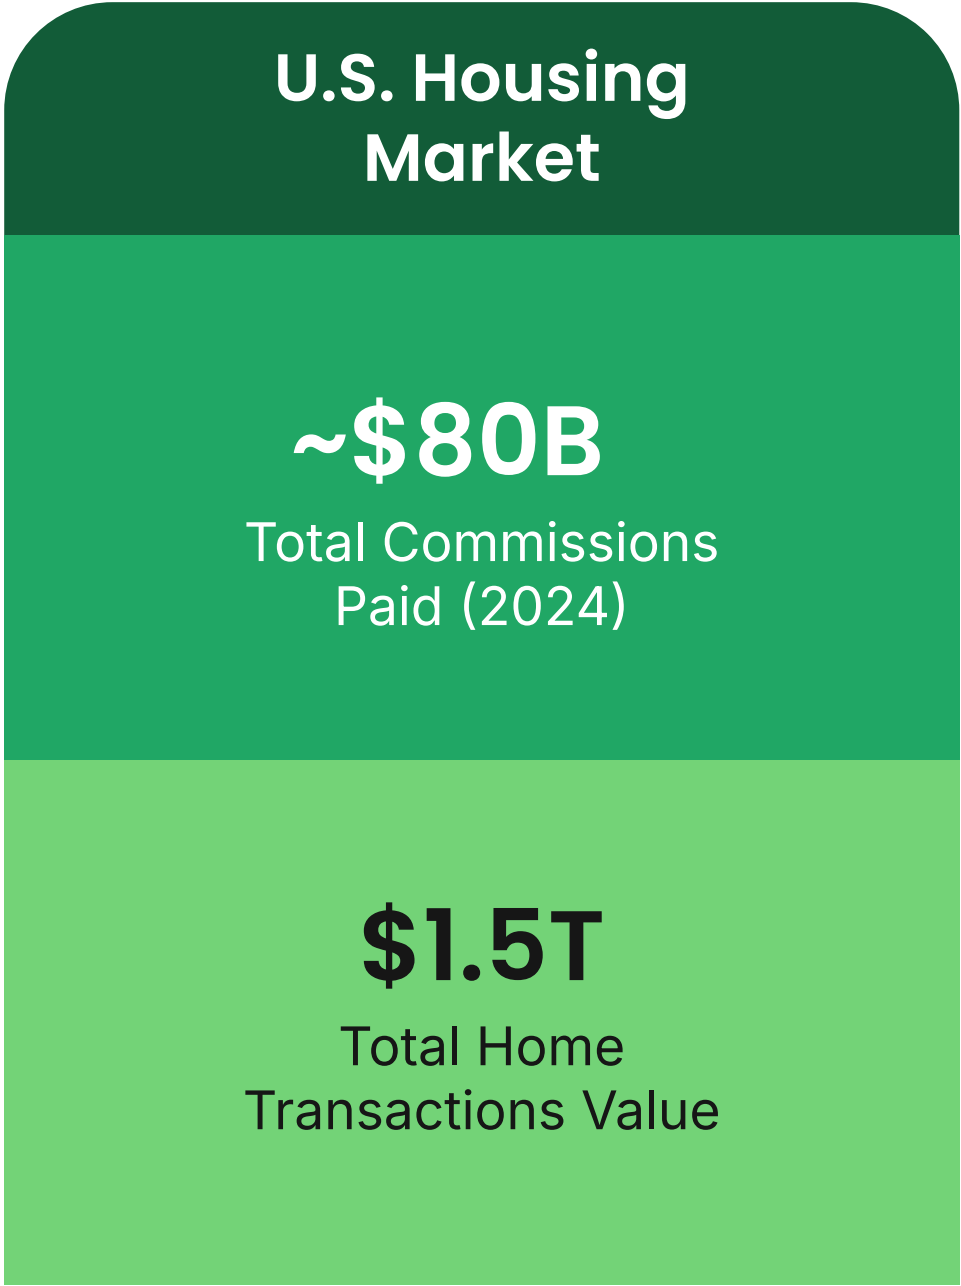 U.S. Housing
Market
~$80B
Total Commissions
Paid (2024)
$1.5T
Total Home
Transactions Value